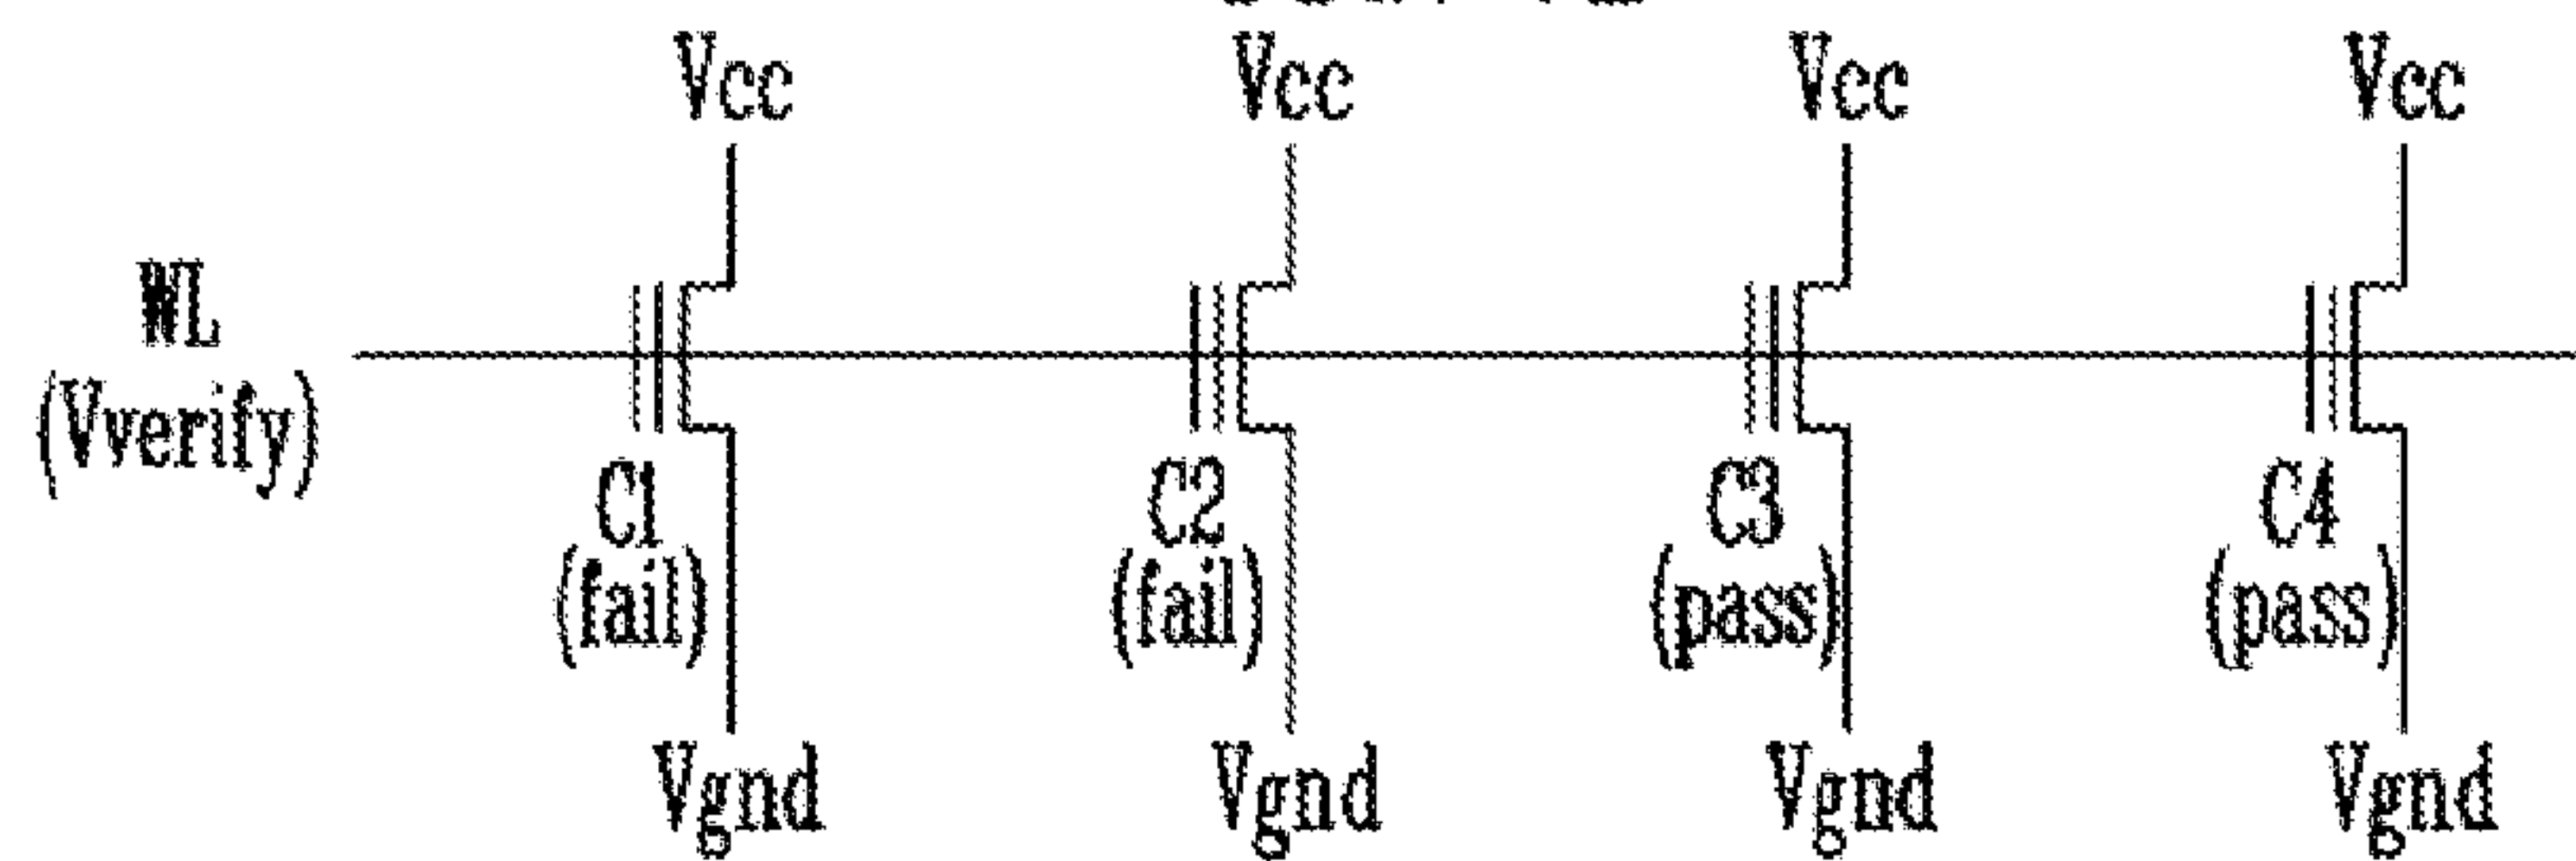 Vcc Vcc Vcc Vcc
WL
(Vverify)
C1 C2 C3 C4
(fail) (fail) (pass) (pass)
Vgnd Vgnd Vgnd Vgnd